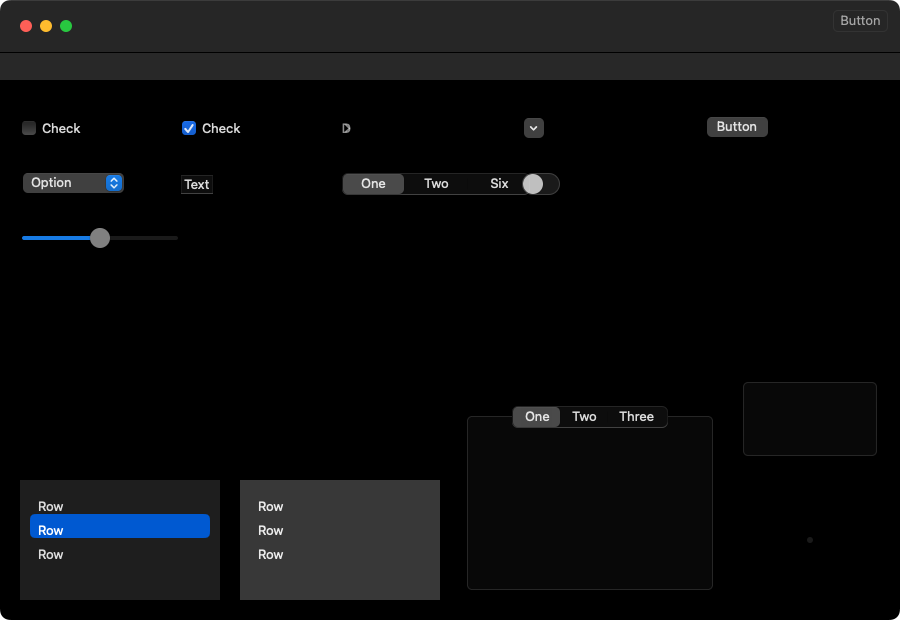 Button
Check
Check
Button
Option
Text
One
Two
Six
One
Two
Three
Row
Row
Row
Row
Row
Row